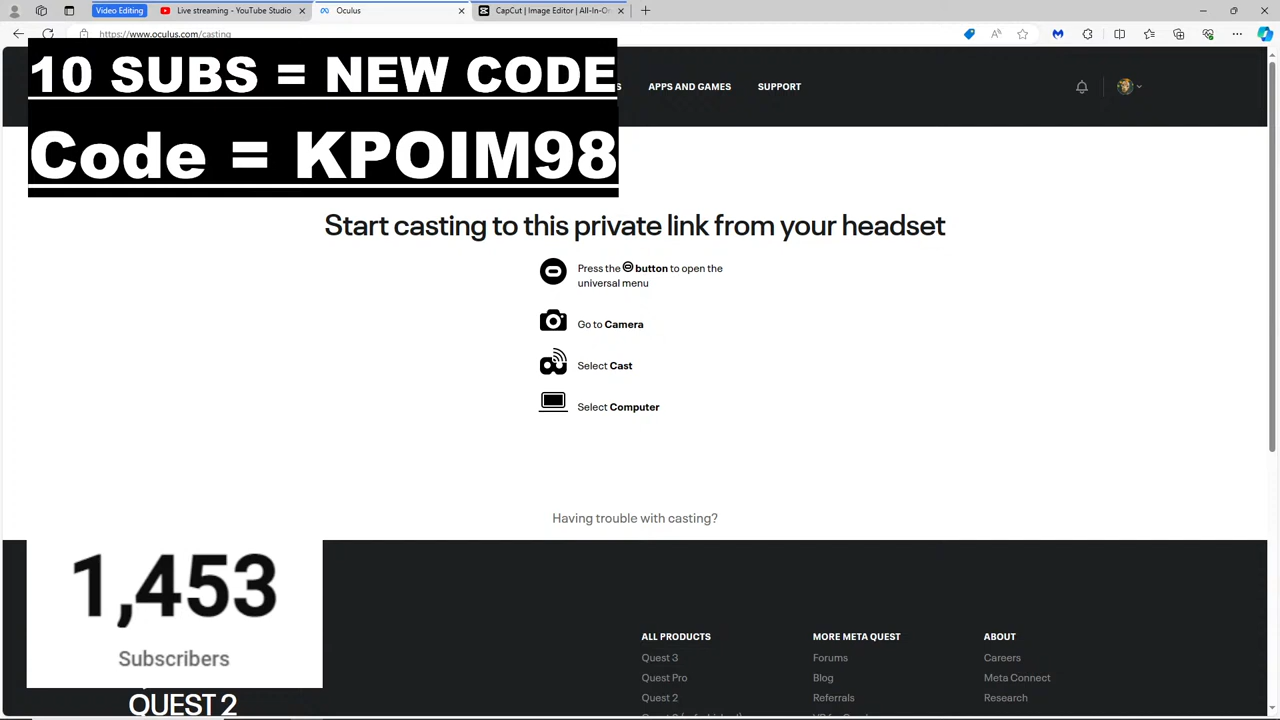 Video Editing
Live streaming - YouTube Studio
Oculus
CapCut | Image Editor | All-In-On
https://www.oculus.com/casting
10 SUBS = NEW CODE
Code = KPOIM98
APPS AND GAMES
SUPPORT
Start casting to this private link from your headset
Press the button to open the
universal menu
Go to Camera
Select Cast
Select Computer
Having trouble with casting?
1,453
Subscribers
QUEST 2
ALL PRODUCTS
Quest 3
Quest Pro
Quest 2
MORE META QUEST
Forums
Blog
Referrals
ABOUT
Careers
Meta Connect
Research